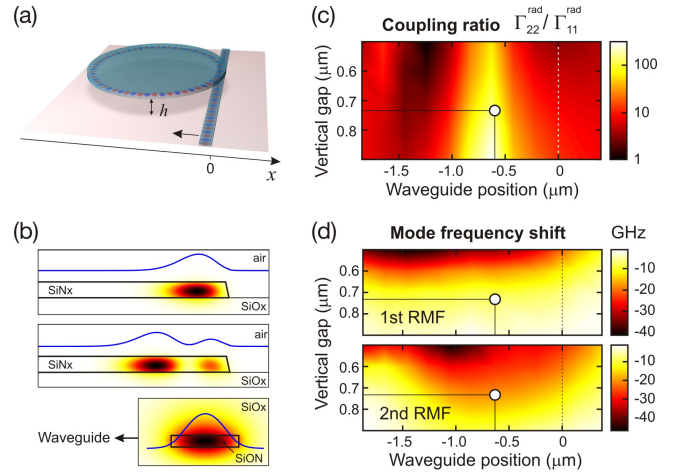 (a)
h
0
x
(b)
air
SiNx
SiOx
air
SiNx
SiOx
SiOx
Waveguide
SiON
(c)
Coupling ratio Γ22rad / Γ11rad
Vertical gap (μm)
0.6
0.7
0.8
-1.5 -1.0 -0.5 0
Waveguide position (μm)
100
10
1
(d)
Mode frequency shift
GHz
Vertical gap (μm)
0.6
0.7
0.8
1st RMF
-10
-20
-30
-40
0.6
0.7
0.8
2nd RMF
-10
-20
-30
-40
-1.5 -1.0 -0.5 0
Waveguide position (μm)